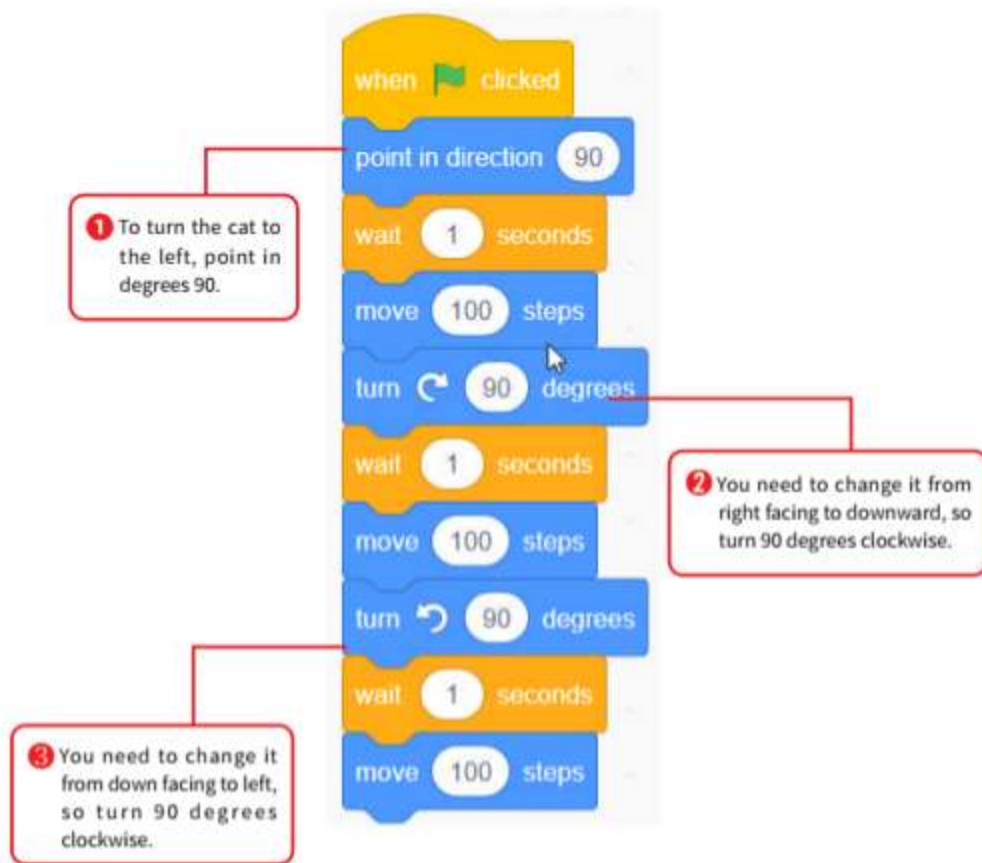 when clicked
point in direction 90
1 To turn the cat to
the left, point in
degrees 90.
wait 1 seconds
move 100 steps
turn 90 degrees
wait 1 seconds
2 You need to change it from
right facing to downward, so
turn 90 degrees clockwise.
move 100 steps
turn 90 degrees
wait 1 seconds
3 You need to change it
from down facing to left,
so turn 90 degrees
clockwise.
move 100 steps